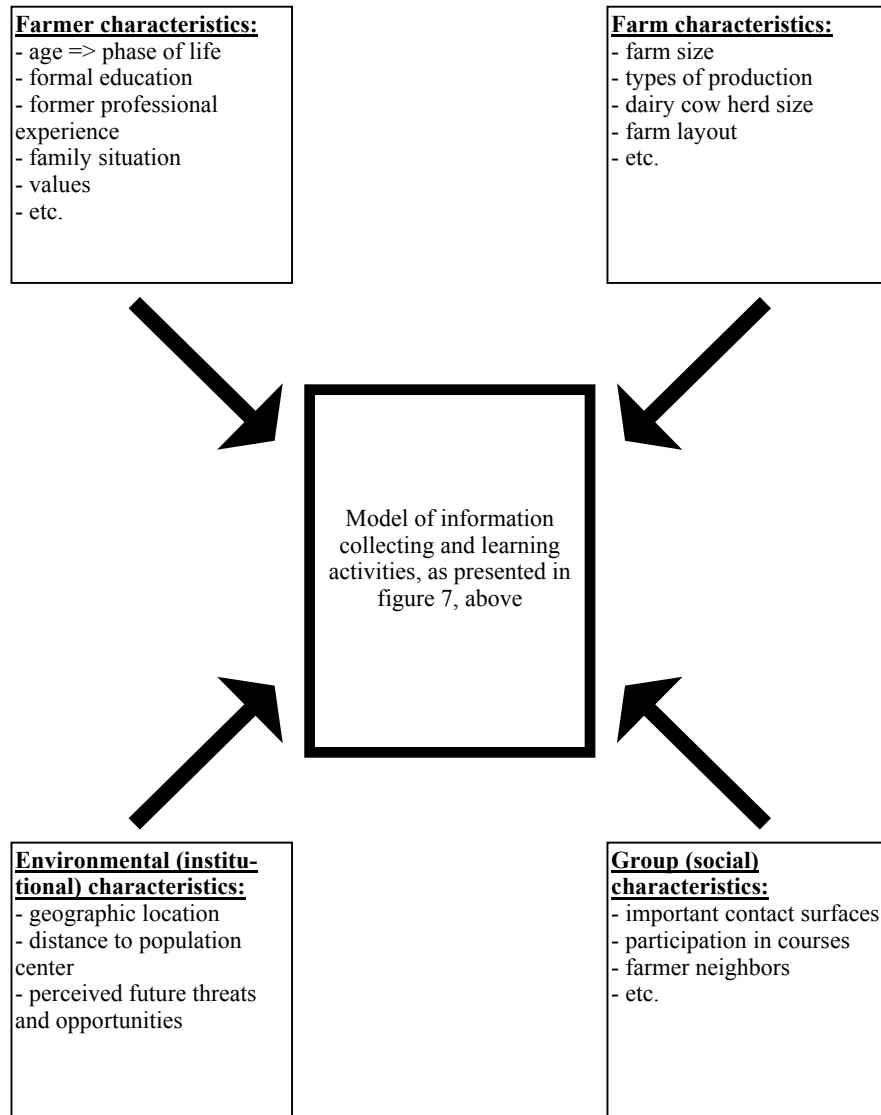 Farmer characteristics:
- age => phase of life
- formal education
- former professional
experience
- family situation
- values
- etc.
Farm characteristics:
- farm size
- types of production
- dairy cow herd size
- farm layout
- etc.
Model of information
collecting and learning
activities, as presented in
figure 7, above
Environmental (institu-
tional) characteristics:
- geographic location
- distance to population
center
- perceived future threats
and opportunities
Group (social)
characteristics:
- important contact surfaces
- participation in courses
- farmer neighbors
- etc.